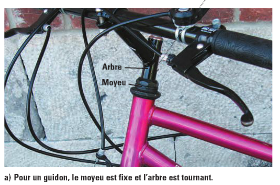 Arbre
Moyeu
a) Pour un guidon, le moyeu est fixe et l'arbre est tournant.